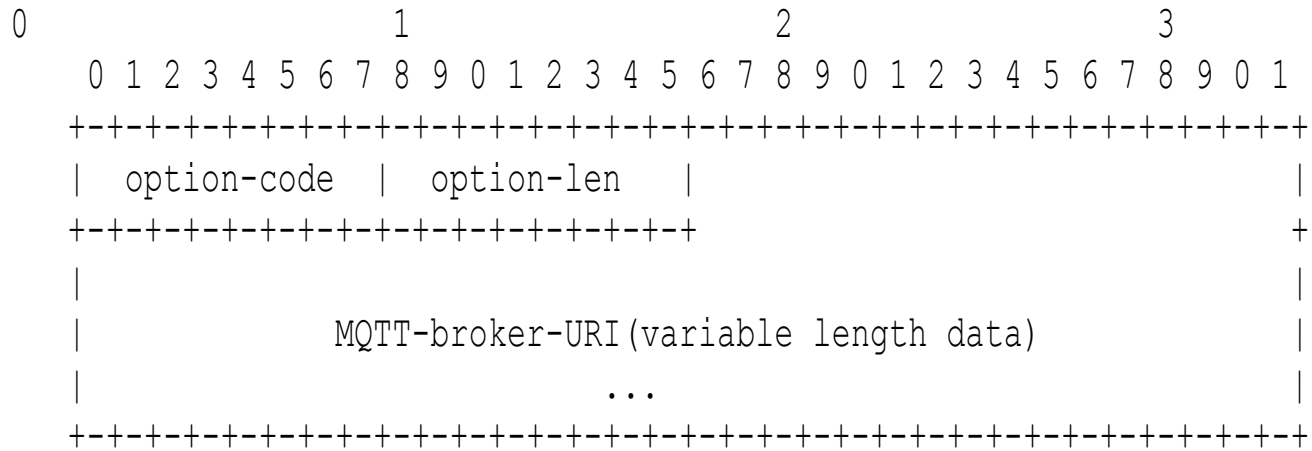 0                   1                   2                   3
    0 1 2 3 4 5 6 7 8 9 0 1 2 3 4 5 6 7 8 9 0 1 2 3 4 5 6 7 8 9 0 1
   +-+-+-+-+-+-+-+-+-+-+-+-+-+-+-+-+-+-+-+-+-+-+-+-+-+-+-+-+-+-+-+-+
   |  option-code  |  option-len   |                               |
   +-+-+-+-+-+-+-+-+-+-+-+-+-+-+-+-+                               +
   |                                                               |
   |             MQTT-broker-URI(variable length data)             |
   |                           ...                                 |
   +-+-+-+-+-+-+-+-+-+-+-+-+-+-+-+-+-+-+-+-+-+-+-+-+-+-+-+-+-+-+-+-+